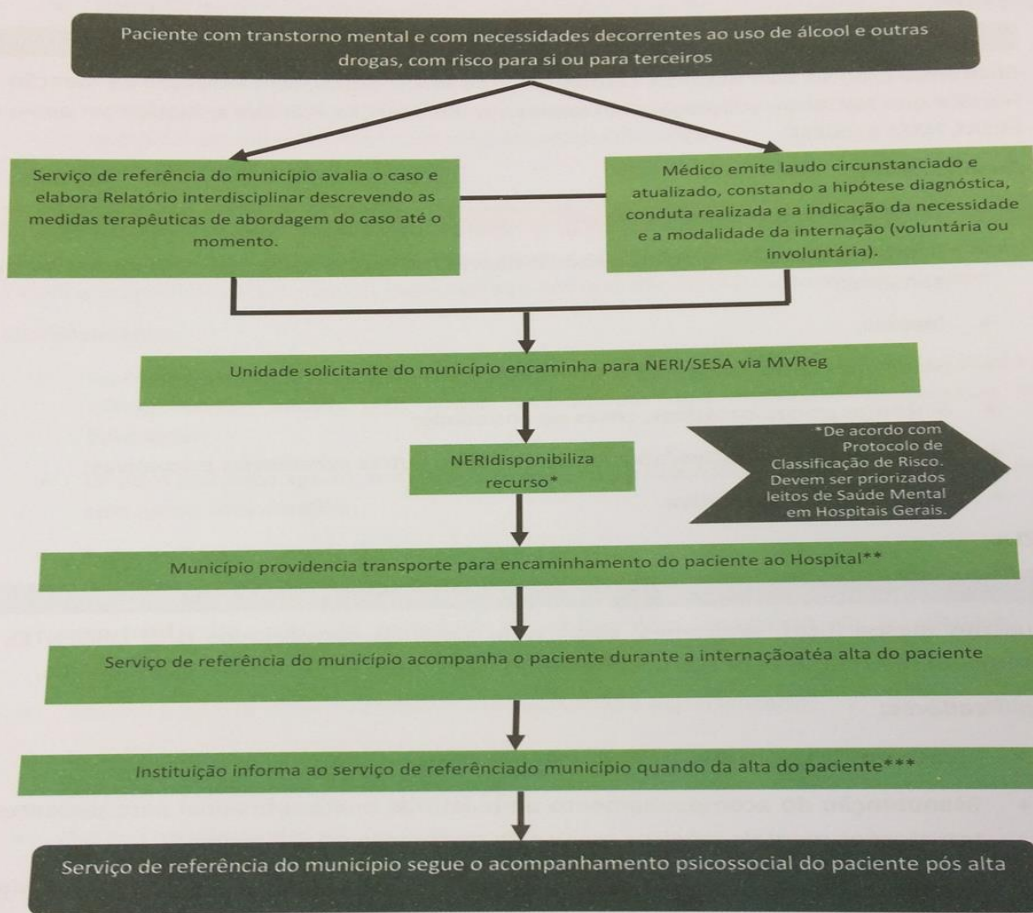 Paciente com transtorno mental e com necessidades decorrentes ao uso de álcool e outras
drogas, com risco para si ou para terceiros
Serviço de referência do município avalia o caso e
elabora Relatório interdisciplinar descrevendo as
medidas terapêuticas de abordagem do caso até o
momento.
Médico emite laudo circunstanciado e
atualizado, constando a hipótese diagnóstica,
conduta realizada e a indicação da necessidade
e a modalidade da internação (voluntária ou
involuntária).
Unidade solicitante do município encaminha para NERI/SESA via MVReg
NERIdisponibiliza
recurso*
*De acordo com
Protocolo de
Classificação de Risco.
Devem ser priorizados
leitos de Saúde Mental
em Hospitais Gerais.
Município providencia transporte para encaminhamento do paciente ao Hospital**
Serviço de referência do município acompanha o paciente durante a internaçãoatéa alta do paciente
Instituição informa ao serviço de referênciado município quando da alta do paciente***
Serviço de referência do município segue o acompanhamento psicossocial do paciente pós alta